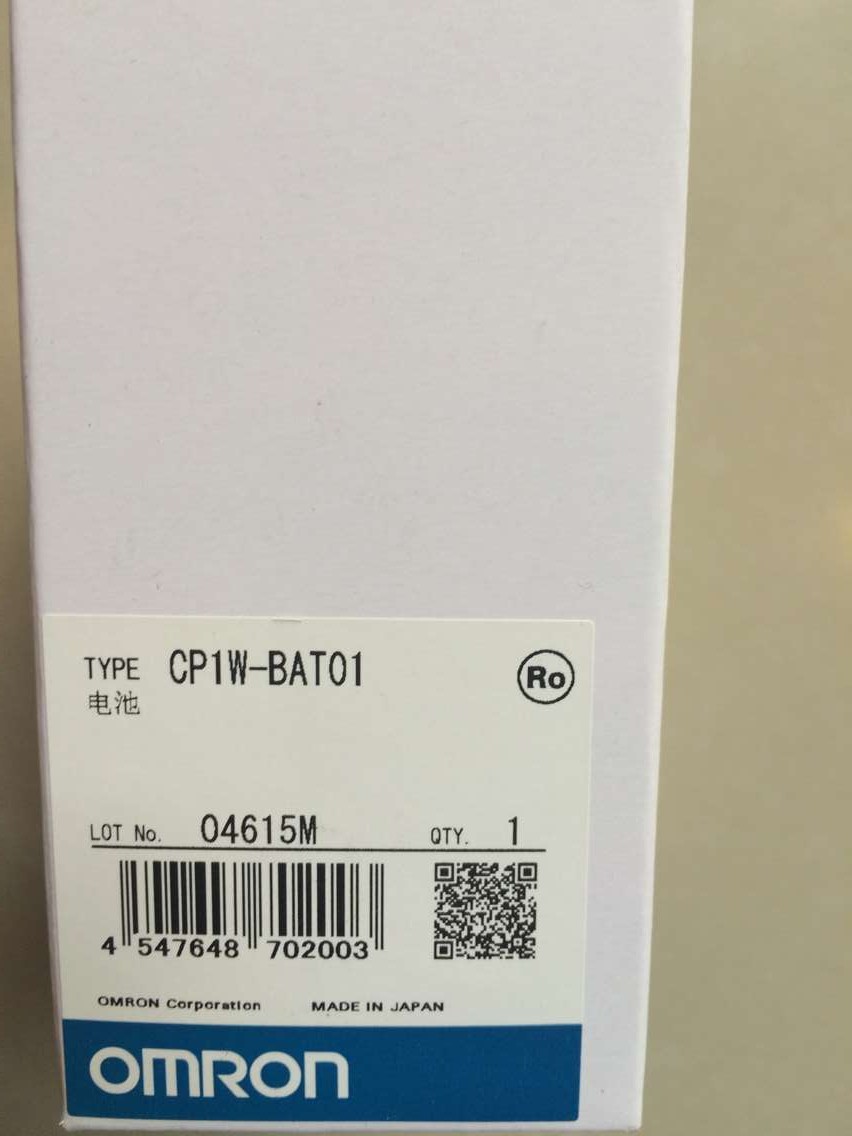 TYPE CP1W-BAT01
Ro
电池
LOT No. 04615M QTY. 1
4 547648 702003
OMRON Corporation MADE IN JAPAN
OMRON